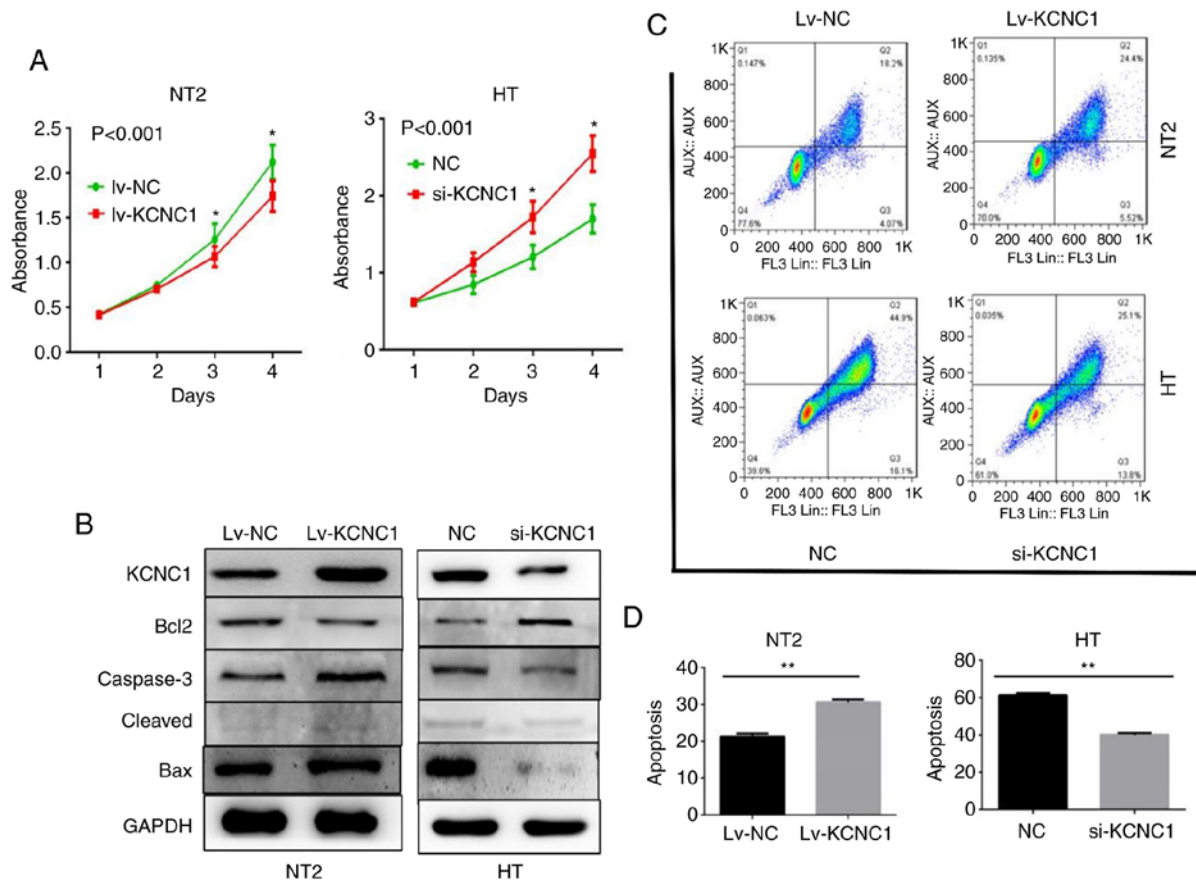 A
NT2
P<0.001
lv-NC
lv-KCNC1
Absorbance
2.5
2.0
1.5
1.0
0.5
0.0
1 2 3 4
Days
*
*
HT
P<0.001
NC
si-KCNC1
Absorbance
3
2
1
0
1 2 3 4
Days
*
*
B
Lv-NC Lv-KCNC1 NC si-KCNC1
KCNC1
Bcl2
Caspase-3
Cleaved
Bax
GAPDH
NT2 HT
C
Lv-NC Lv-KCNC1
AUX:: AUX
1K
800
600
400
200
0
Q1
0.147%
Q2
18.2%
Q4
77.6%
Q3
4.07%
0 200 400 600 800 1K
FL3 Lin:: FL3 Lin
AUX:: AUX
1K
800
600
400
200
0
Q1
0.135%
Q2
24.4%
Q4
70.0%
Q3
5.52%
0 200 400 600 800 1K
FL3 Lin:: FL3 Lin
NT2
AUX:: AUX
1K
800
600
400
200
0
Q1
0.063%
Q2
44.9%
Q4
Q3
16.1%
0 200 400 600 800 1K
FL3 Lin:: FL3 Lin
AUX:: AUX
1K
800
600
400
200
0
Q1
0.035%
Q2
25.1%
Q4
61.0%
Q3
13.8%
0 200 400 600 800 1K
FL3 Lin:: FL3 Lin
HT
NC si-KCNC1
D
NT2
**
Apoptosis
40
30
20
10
0
Lv-NC Lv-KCNC1
HT
**
Apoptosis
80
60
40
20
0
NC si-KCNC1